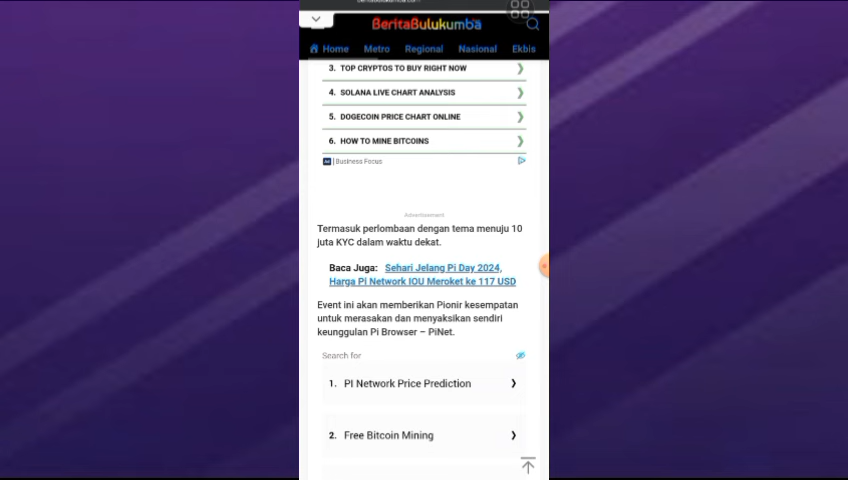 BeritaBulukumba
Home Metro Regional Nasional Ekbis
3. TOP CRYPTOS TO BUY RIGHT NOW
4. SOLANA LIVE CHART ANALYSIS
5. DOGECOIN PRICE CHART ONLINE
6. HOW TO MINE BITCOINS
Ad | Business Focus
Advertisement
Termasuk perlombaan dengan tema menuju 10
juta KYC dalam waktu dekat.
Baca Juga: Sehari Jelang Pi Day 2024,
Harga Pi Network IOU Meroket ke 117 USD
Event ini akan memberikan Pionir kesempatan
untuk merasakan dan menyaksikan sendiri
keunggulan Pi Browser – PiNet.
Search for
1. PI Network Price Prediction
2. Free Bitcoin Mining